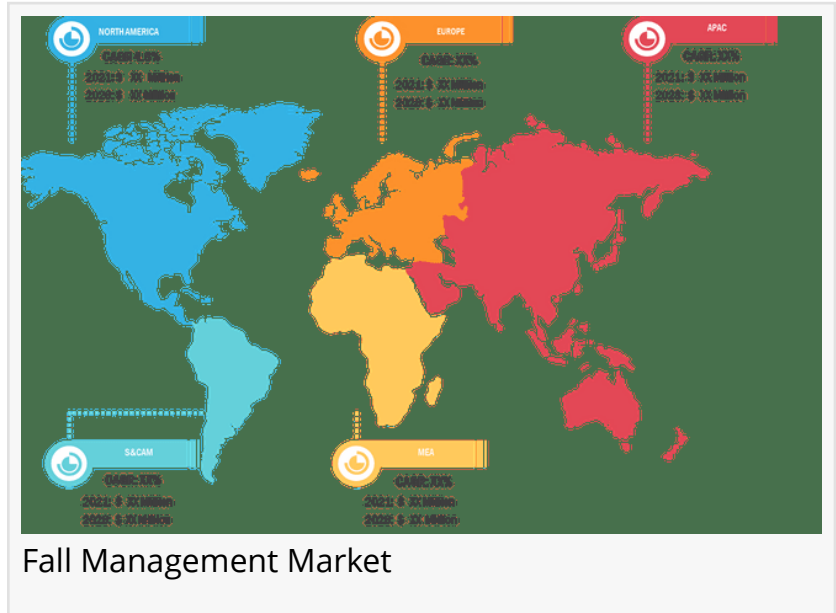 NORTH AMERICA
CAGR 4.8%
2021: $ XX Million
2028: $ XX Million
EUROPE
CAGR: XX%
2021: $ XX Million
2028: $ XX Million
APAC
CAGR: XX%
2021: $ XX Million
2028: $ XX Million
S&CAM
CAGR: XX%
2021: $ XX Million
2028: $ XX Million
MEA
CAGR: XX%
2021: $ XX Million
2028: $ XX Million
Fall Management Market